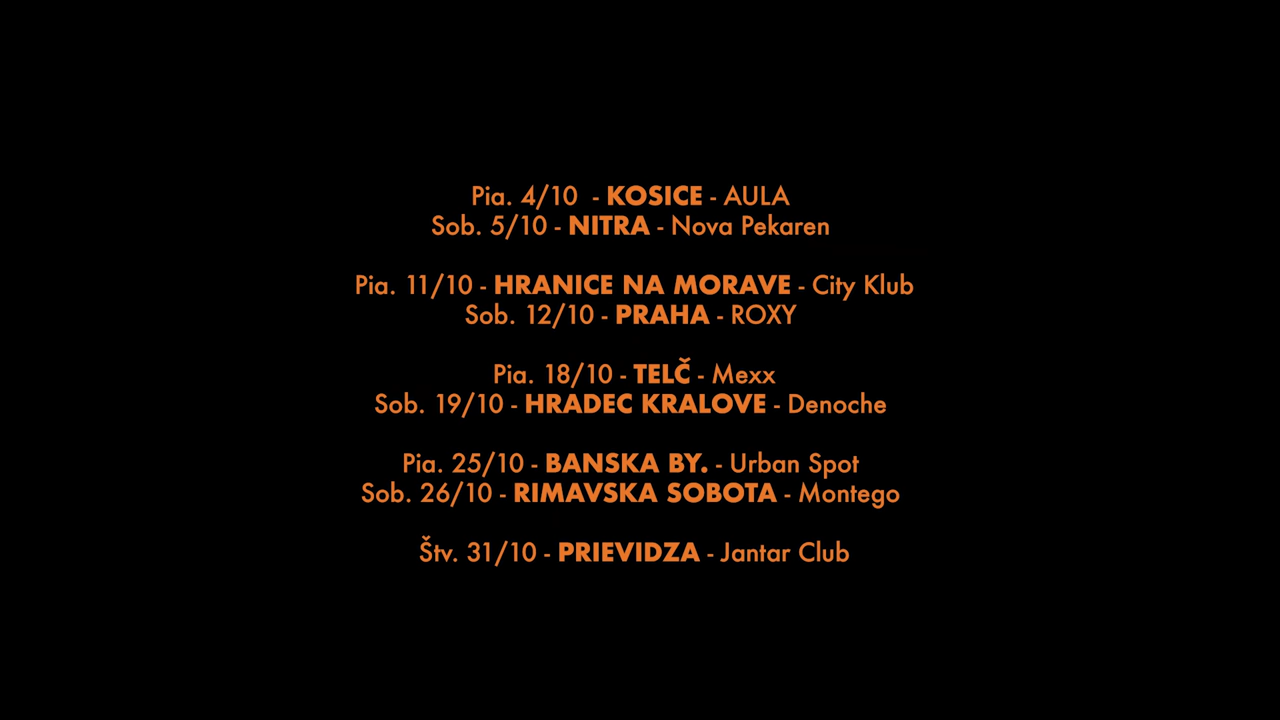 Pia. 4/10 - KOSICE - AULA
Sob. 5/10 - NITRA - Nova Pekaren
Pia. 11/10 - HRANICE NA MORAVE - City Klub
Sob. 12/10 - PRAHA - ROXY
Pia. 18/10 - TELČ - Mexx
Sob. 19/10 - HRADEC KRALOVE - Denoche
Pia. 25/10 - BANSKA BY. - Urban Spot
Sob. 26/10 - RIMAVSKA SOBOTA - Montego
Štv. 31/10 - PRIEVIDZA - Jantar Club